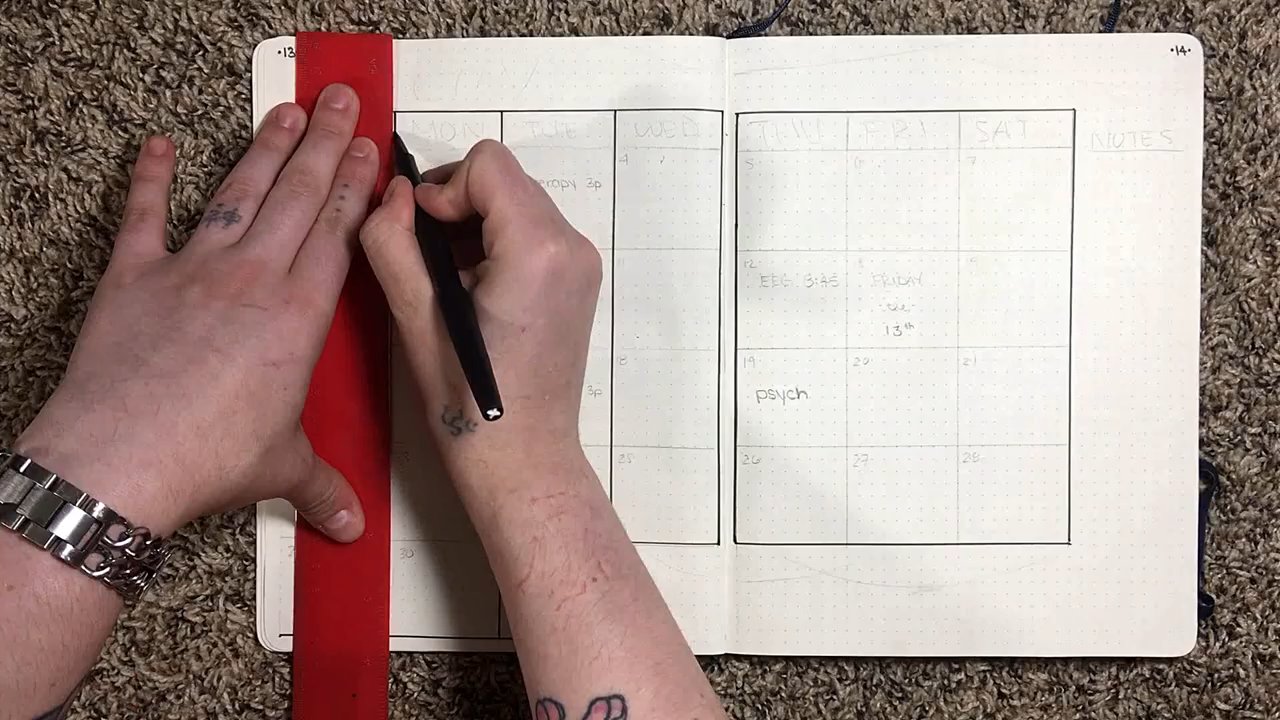 ·13
·14·
MON TUE WED THU FRI SAT
NOTES
4 5 6 7
3p
12
EEG 3:45 FRIDAY
the
13th
19 20 21
3p psych
25 26 27 28
30